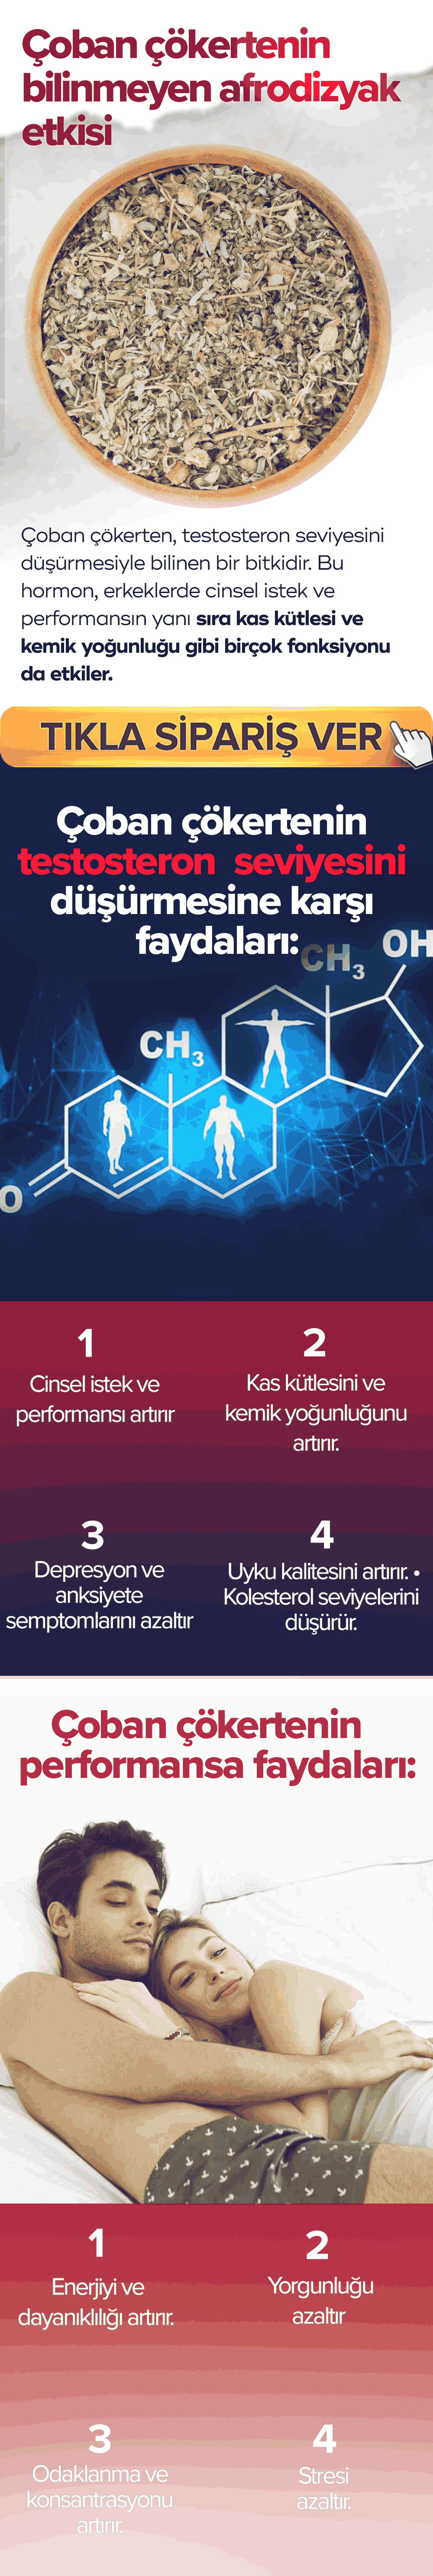 Çoban çökertenin
bilinmeyen afrodizyak
etkisi
Çoban çökerten, testosteron seviyesini
düşürmesiyle bilinen bir bitkidir. Bu
hormon, erkeklerde cinsel istek ve
performansın yanı sıra kas kütlesi ve
kemik yoğunluğu gibi birçok fonksiyonu
da etkiler.
TIKLA SİPARİŞ VER
Çoban çökertenin
testosteron seviyesini
düşürmesine karşı
faydaları:
CH3
OH
CH3
O
1
Cinsel istek ve
performansı artırır
2
Kas kütlesini ve
kemik yoğunluğunu
artırır.
3
Depresyon ve
anksiyete
semptomlarını azaltır
4
Uyku kalitesini artırır. •
Kolesterol seviyelerini
düşürür.
Çoban çökertenin
performansa faydaları:
1
Enerjiyi ve
dayanıklılığı artırır.
2
Yorgunluğu
azaltır
3
Odaklanma ve
konsantrasyonu
artırır.
4
Stresi
azaltır.